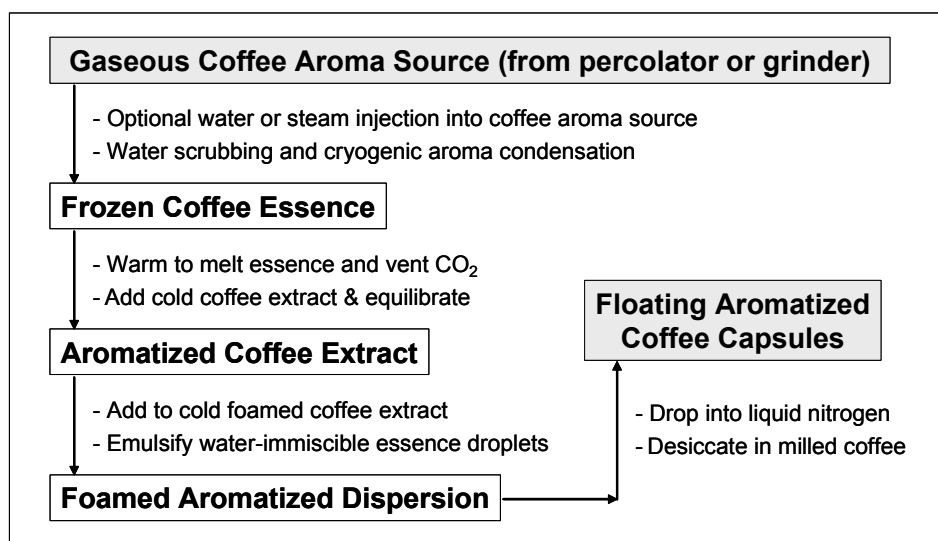 Gaseous Coffee Aroma Source (from percolator or grinder)
- Optional water or steam injection into coffee aroma source
- Water scrubbing and cryogenic aroma condensation
Frozen Coffee Essence
- Warm to melt essence and vent CO₂
- Add cold coffee extract & equilibrate
Aromatized Coffee Extract
- Add to cold foamed coffee extract
- Emulsify water-immiscible essence droplets
Foamed Aromatized Dispersion
- Drop into liquid nitrogen
- Desiccate in milled coffee
Floating Aromatized
Coffee Capsules